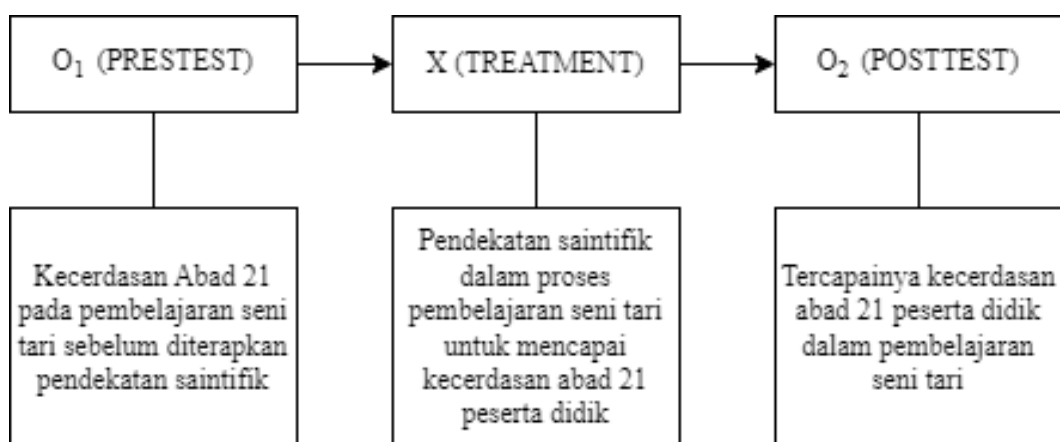 O₁ (PRESTEST)
X (TREATMENT)
O₂ (POSTTEST)
Kecerdasan Abad 21
pada pembelajaran seni
tari sebelum diterapkan
pendekatan saintifik
Pendekatan saintifik
dalam proses
pembelajaran seni tari
untuk mencapai
kecerdasan abad 21
peserta didik
Tercapainya kecerdasan
abad 21 peserta didik
dalam pembelajaran
seni tari